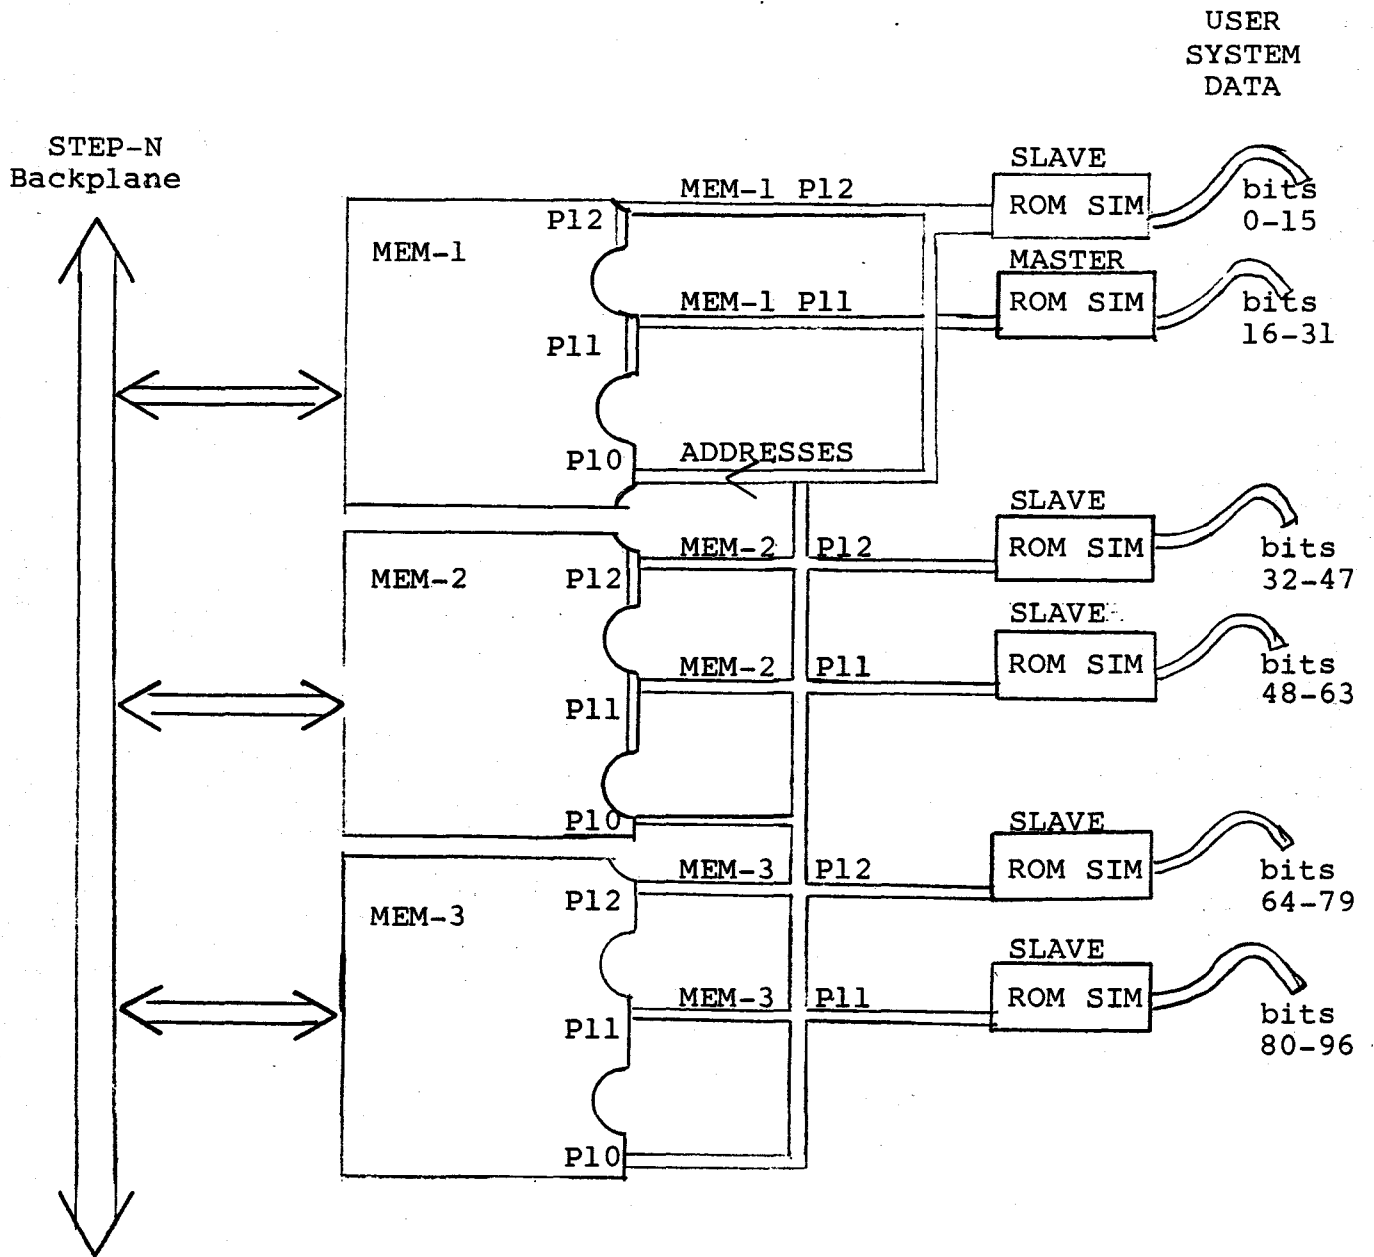 USER
SYSTEM
DATA
STEP-N
Backplane
SLAVE
MEM-1 P12
ROM SIM
bits
0-15
P12
MEM-1
MASTER
MEM-1 P11
ROM SIM
bits
16-31
P11
P10
ADDRESSES
SLAVE
MEM-2 P12
ROM SIM
bits
32-47
MEM-2
P12
SLAVE
MEM-2 P11
ROM SIM
bits
48-63
P11
P10
SLAVE
MEM-3 P12
ROM SIM
bits
64-79
MEM-3
P12
SLAVE
MEM-3 P11
ROM SIM
bits
80-96
P11
P10